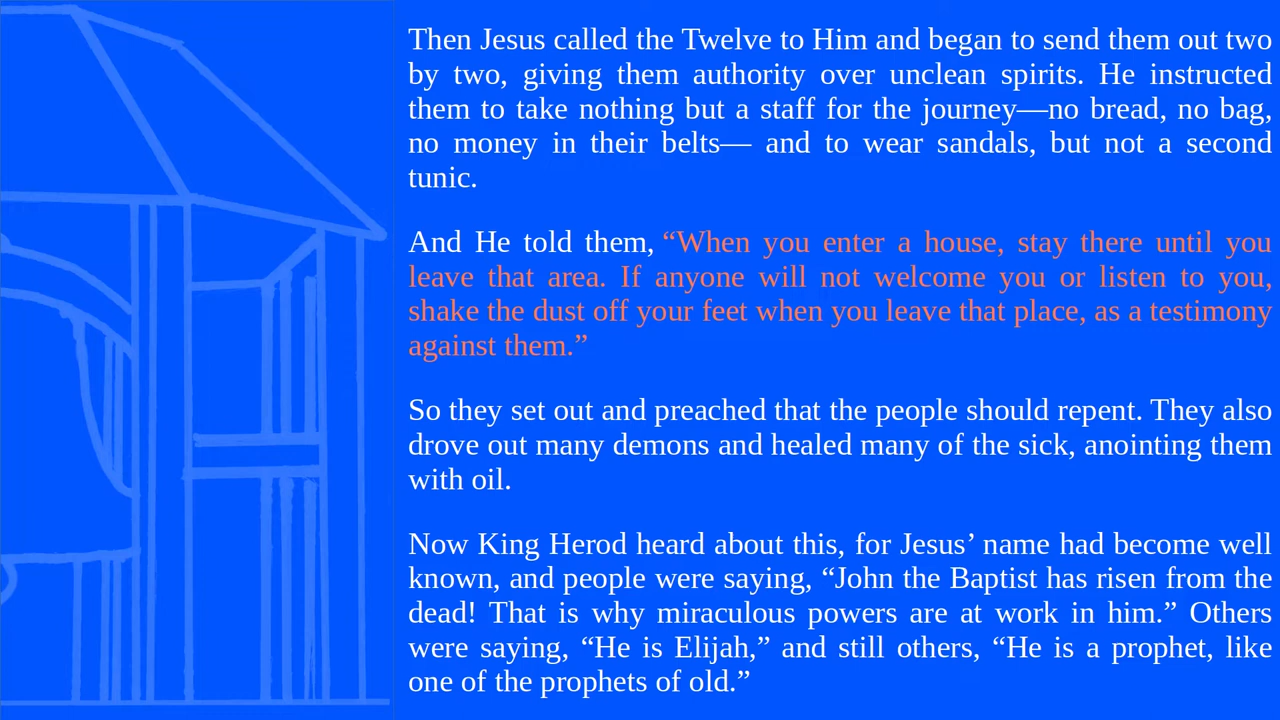 Then Jesus called the Twelve to Him and began to send them out two
by two, giving them authority over unclean spirits. He instructed
them to take nothing but a staff for the journey—no bread, no bag,
no money in their belts— and to wear sandals, but not a second
tunic.
And He told them, “When you enter a house, stay there until you
leave that area. If anyone will not welcome you or listen to you,
shake the dust off your feet when you leave that place, as a testimony
against them.”
So they set out and preached that the people should repent. They also
drove out many demons and healed many of the sick, anointing them
with oil.
Now King Herod heard about this, for Jesus’ name had become well
known, and people were saying, “John the Baptist has risen from the
dead! That is why miraculous powers are at work in him.” Others
were saying, “He is Elijah,” and still others, “He is a prophet, like
one of the prophets of old.”